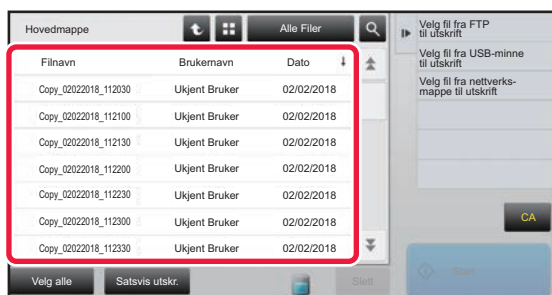 Hovedmappe
Alle Filer
Filnavn Brukernavn Dato
Copy_02022018_112030 Ukjent Bruker 02/02/2018
Copy_02022018_112100 Ukjent Bruker 02/02/2018
Copy_02022018_112130 Ukjent Bruker 02/02/2018
Copy_02022018_112200 Ukjent Bruker 02/02/2018
Copy_02022018_112230 Ukjent Bruker 02/02/2018
Copy_02022018_112300 Ukjent Bruker 02/02/2018
Copy_02022018_112330 Ukjent Bruker 02/02/2018
Velg alle
Satsvis utskr.
Slett
Velg fil fra FTP
til utskrift
Velg fil fra USB-minne
til utskrift
Velg fil fra nettverks-
mappe til utskrift
CA
Start